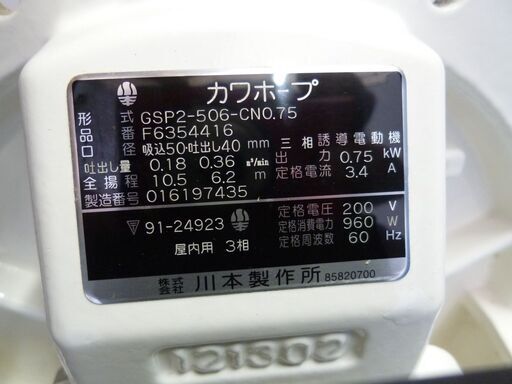 カワホープ
形式 GSP2-506-CN0.75
品番 F6354416
口径 吸込50-吐出し40 mm
吐出し量 0.18 0.36 m³/min
全揚程 10.5 6.2 m
製造番号 016197435
三相誘導電動機
出力 0.75 kW
定格電流 3.4 A
91-24923
屋内用 3相
定格電圧 200 V
定格消費電力 960 W
定格周波数 60 Hz
株式会社 川本製作所 85820700